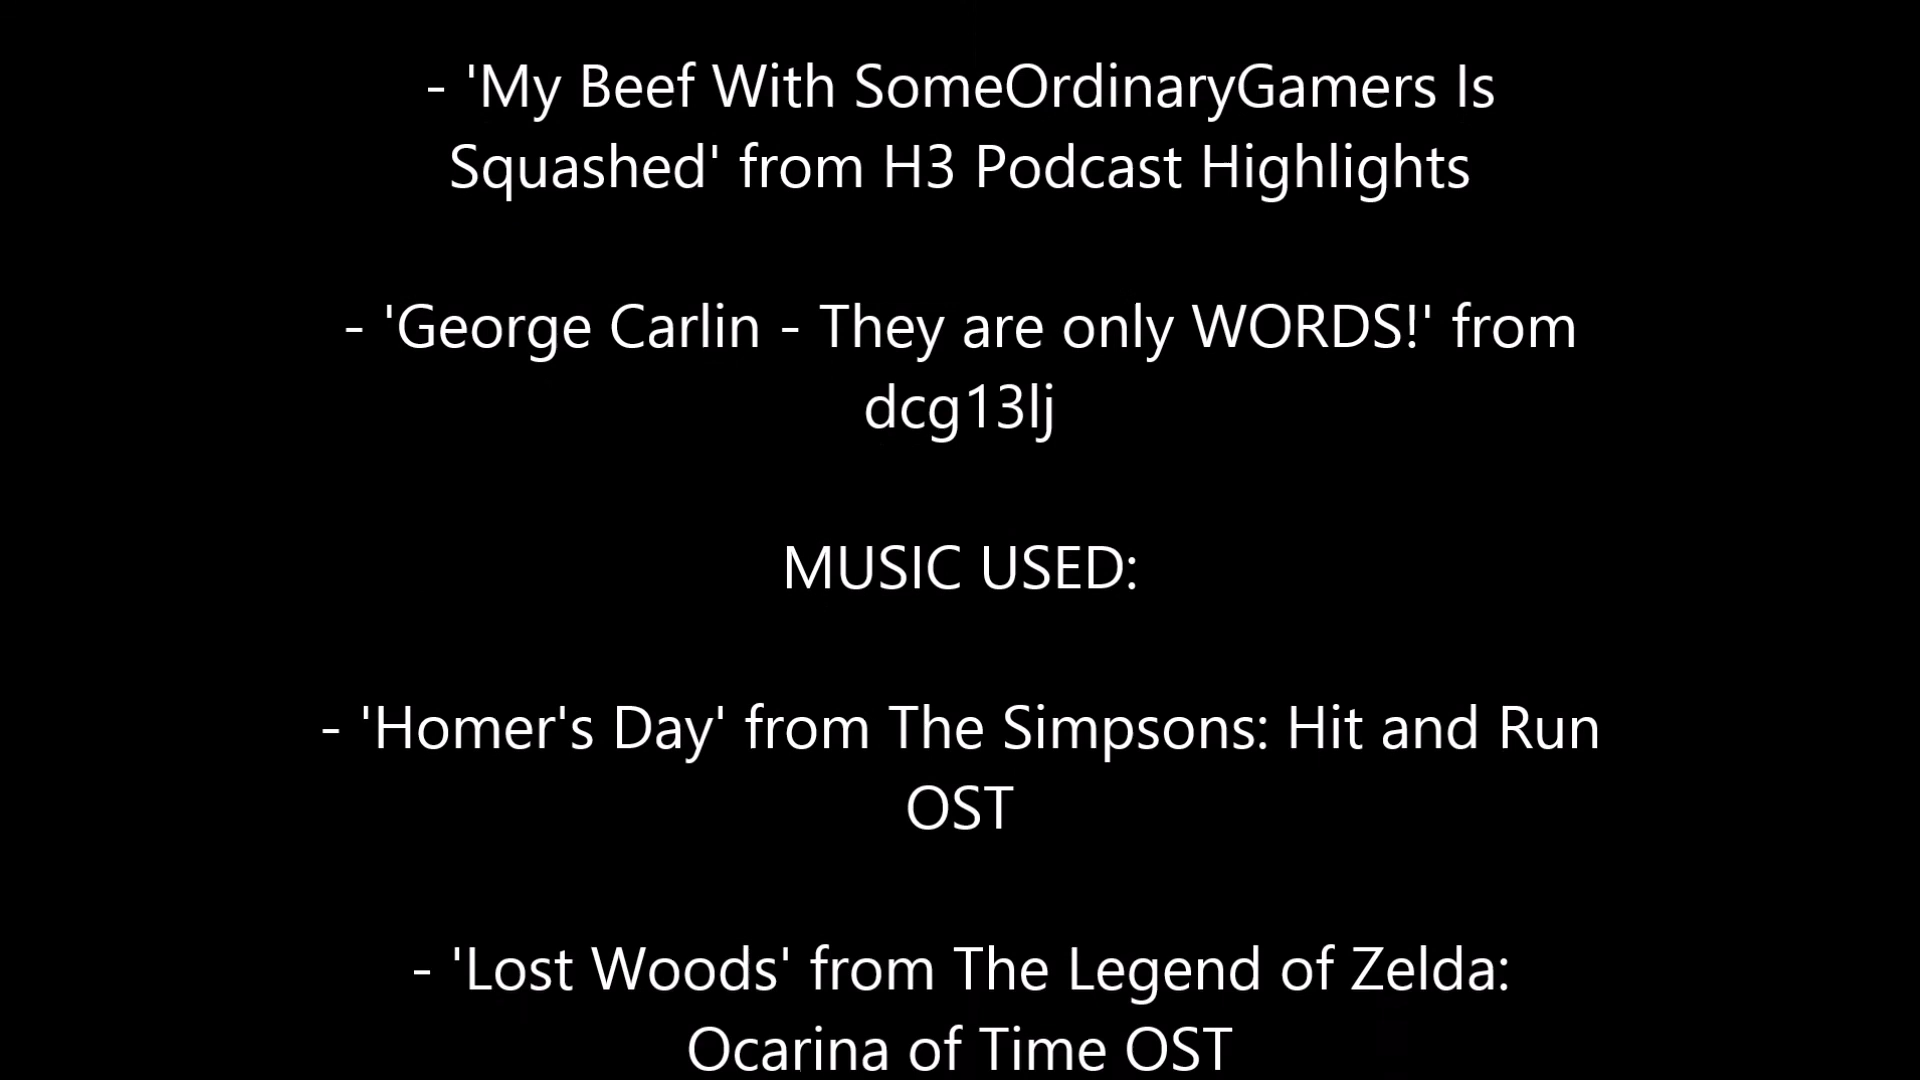 - 'My Beef With SomeOrdinaryGamers Is
Squashed' from H3 Podcast Highlights
- 'George Carlin - They are only WORDS!' from
dcg13lj
MUSIC USED:
- 'Homer's Day' from The Simpsons: Hit and Run
OST
- 'Lost Woods' from The Legend of Zelda:
Ocarina of Time OST